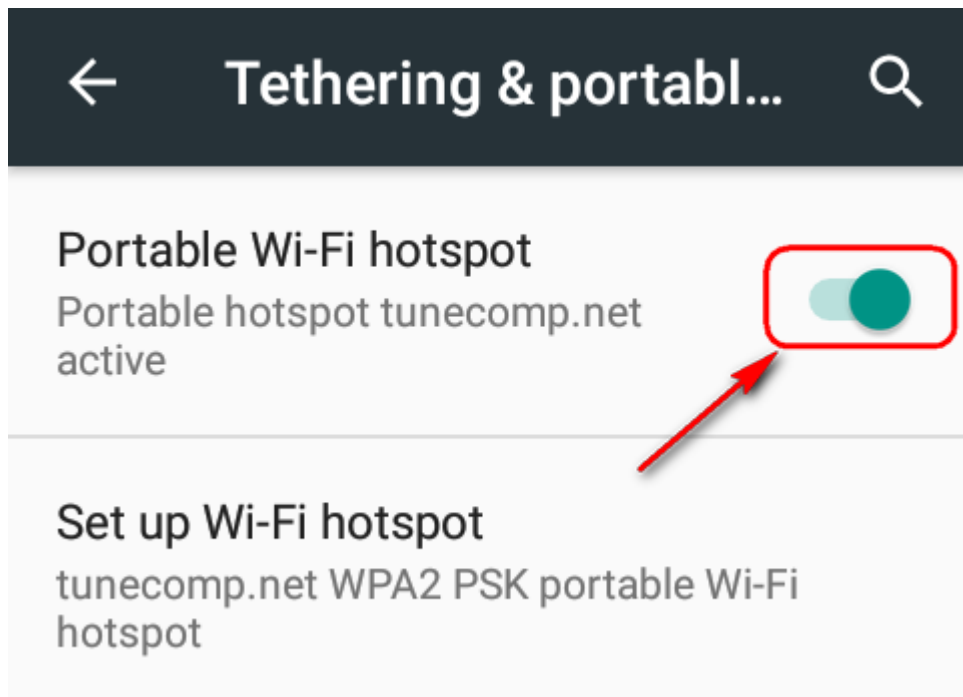 Tethering & portabl...
Portable Wi-Fi hotspot
Portable hotspot tunecomp.net
active
Set up Wi-Fi hotspot
tunecomp.net WPA2 PSK portable Wi-Fi
hotspot